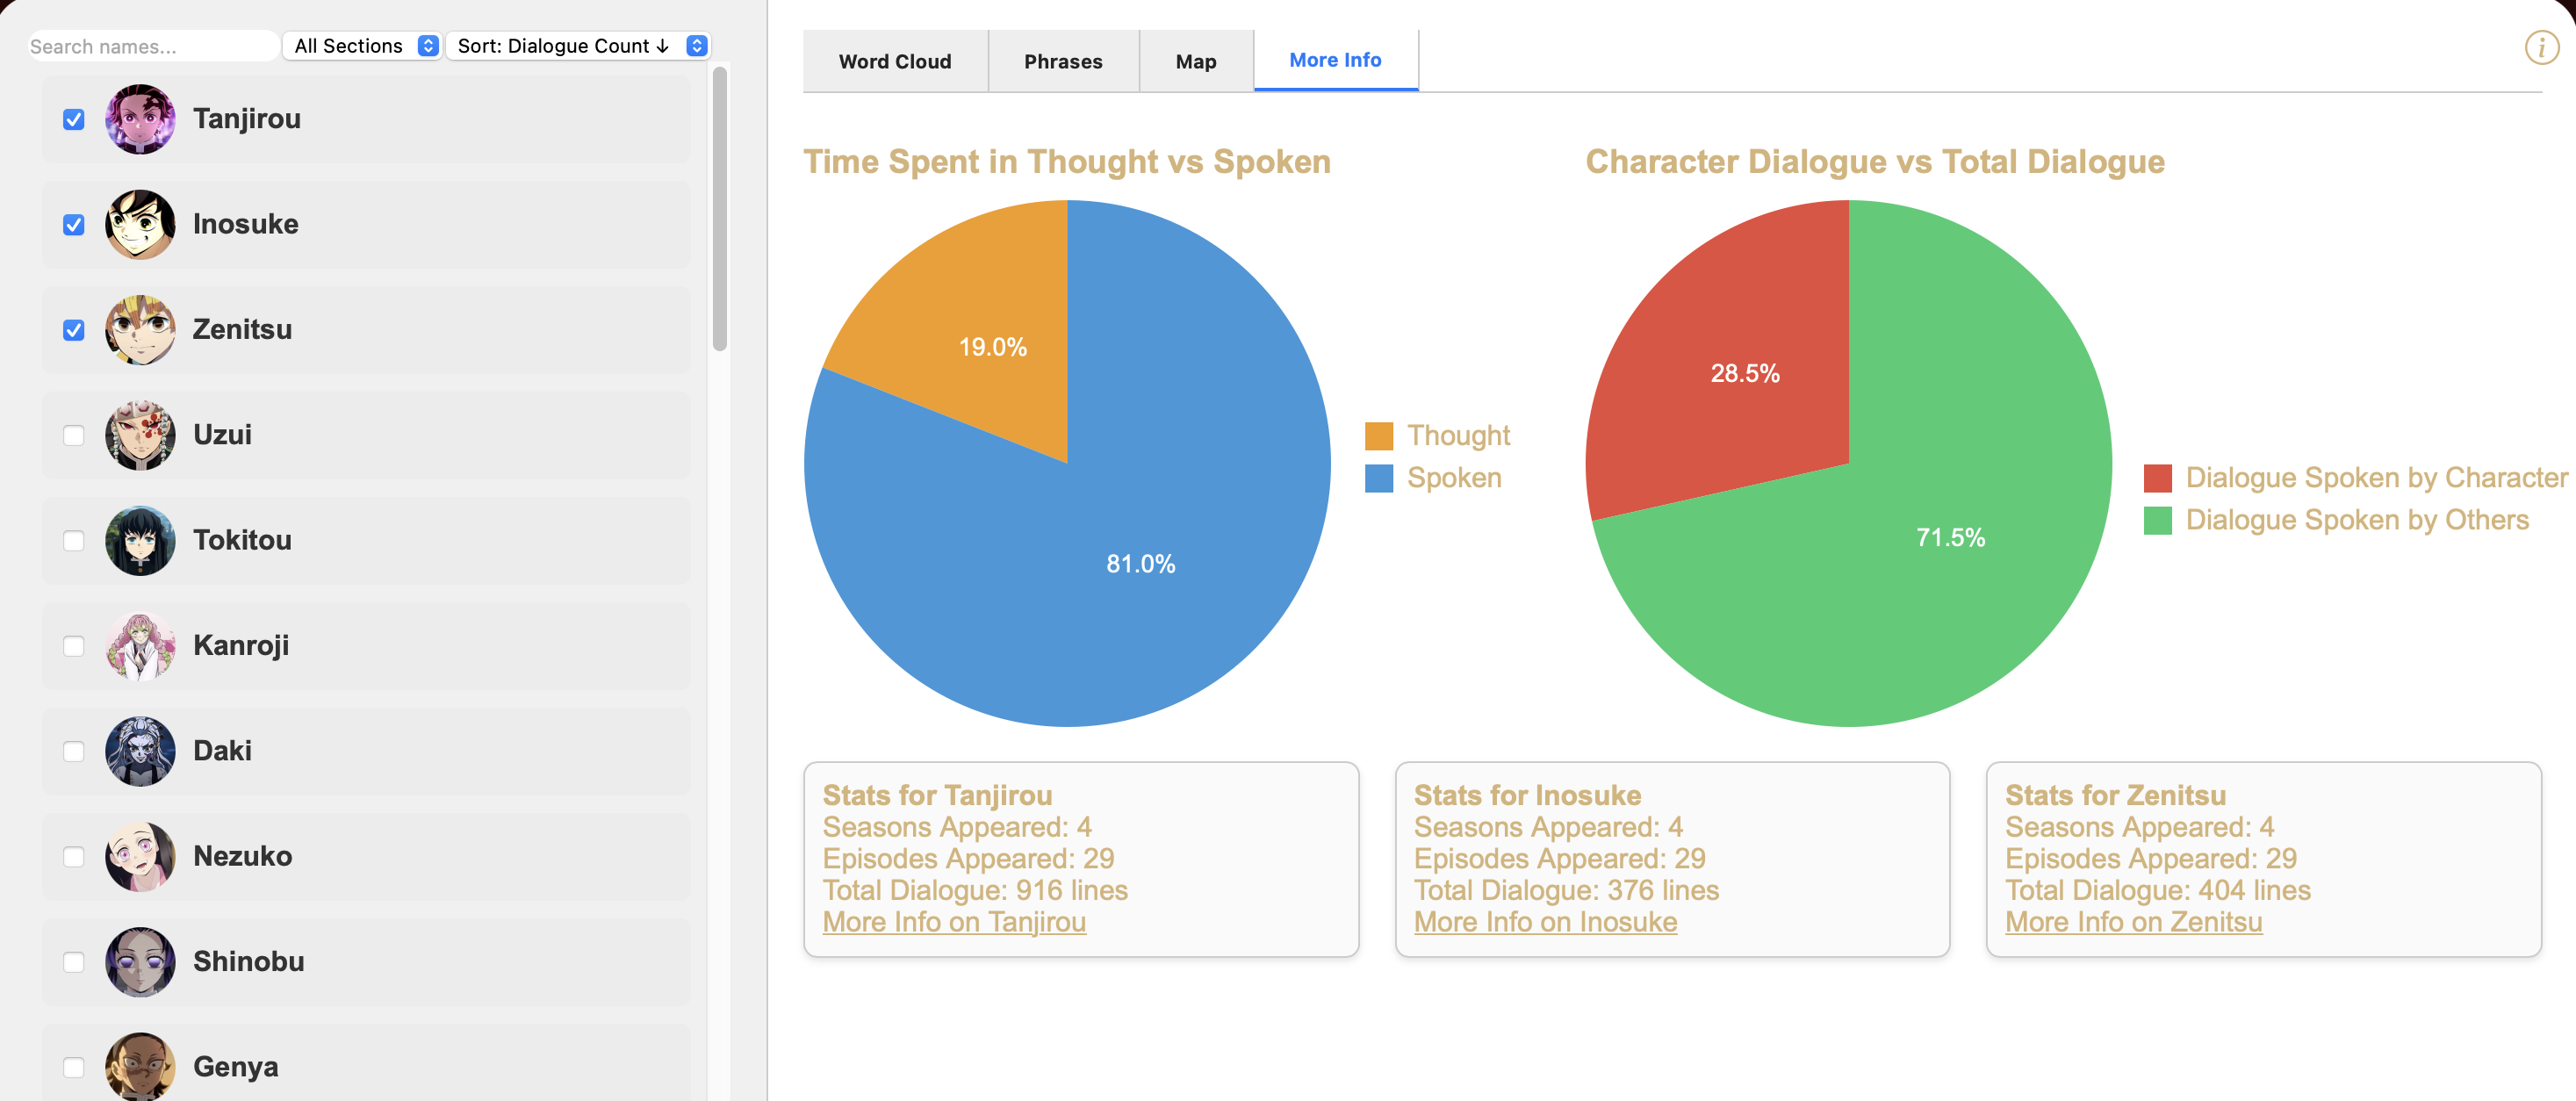 Search names...
All Sections
Sort: Dialogue Count ↓
Tanjirou
Inosuke
Zenitsu
Uzui
Tokitou
Kanroji
Daki
Nezuko
Shinobu
Genya
Word Cloud
Phrases
Map
More Info
i
Time Spent in Thought vs Spoken
19.0%
81.0%
Thought
Spoken
Character Dialogue vs Total Dialogue
28.5%
71.5%
Dialogue Spoken by Character
Dialogue Spoken by Others
Stats for Tanjirou
Seasons Appeared: 4
Episodes Appeared: 29
Total Dialogue: 916 lines
More Info on Tanjirou
Stats for Inosuke
Seasons Appeared: 4
Episodes Appeared: 29
Total Dialogue: 376 lines
More Info on Inosuke
Stats for Zenitsu
Seasons Appeared: 4
Episodes Appeared: 29
Total Dialogue: 404 lines
More Info on Zenitsu